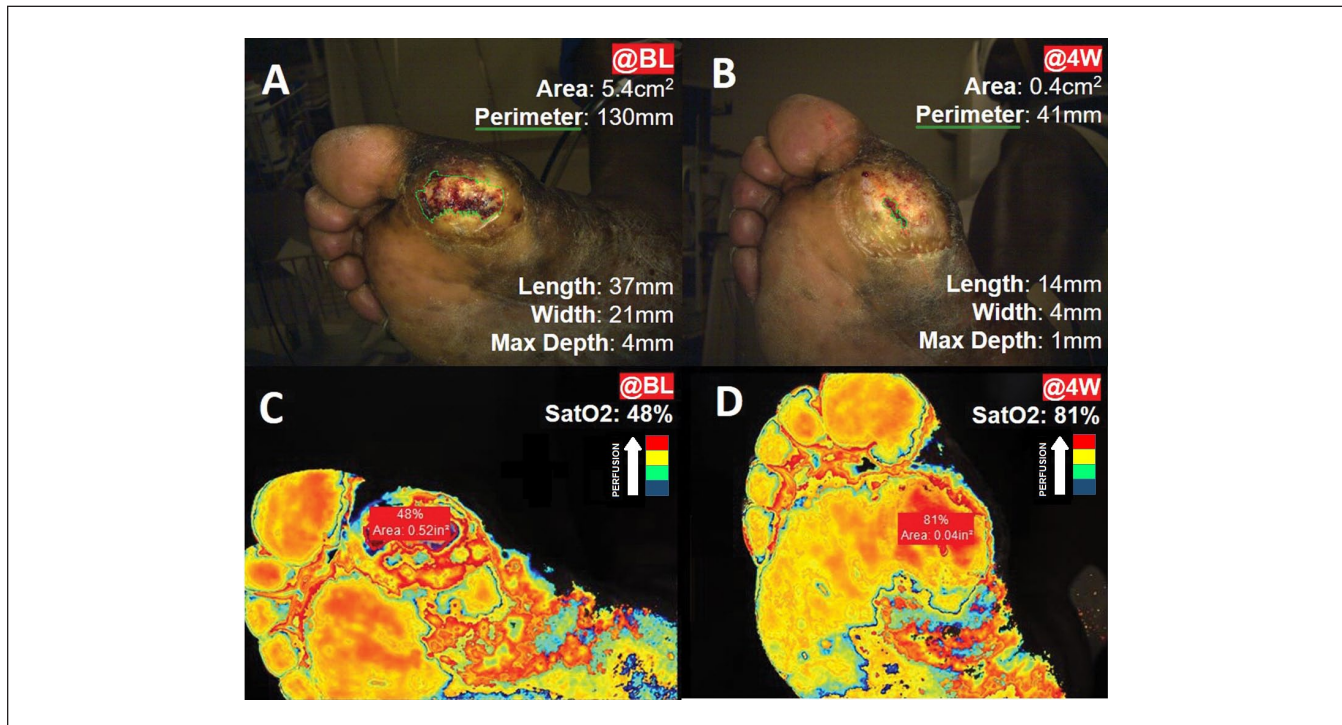 A
@BL
Area: 5.4cm²
Perimeter: 130mm
Length: 37mm
Width: 21mm
Max Depth: 4mm
B
@4W
Area: 0.4cm²
Perimeter: 41mm
Length: 14mm
Width: 4mm
Max Depth: 1mm
C
@BL
SatO2: 48%
PERFUSION
48%
Area: 0.52in²
D
@4W
SatO2: 81%
PERFUSION
81%
Area: 0.04in²